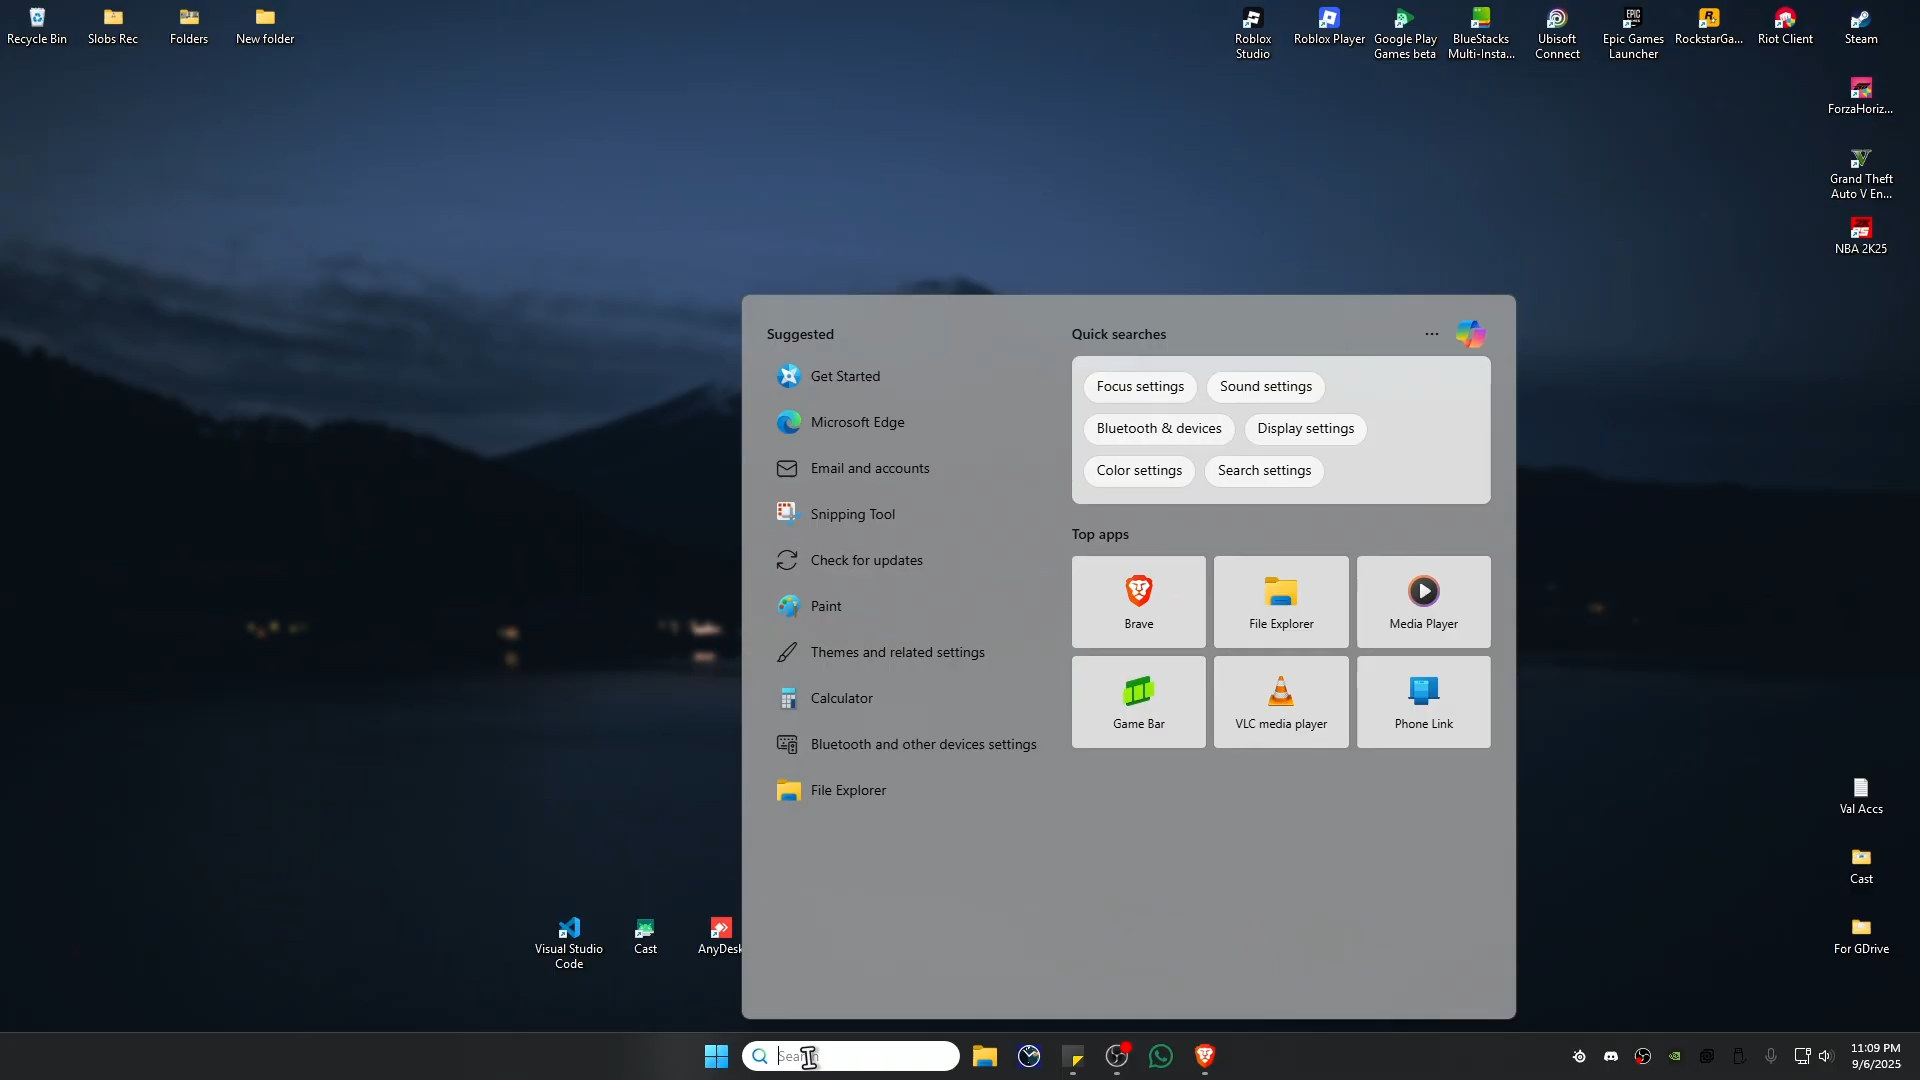 Recycle Bin
Slobs Rec
Folders
New folder
Roblox
Studio
Roblox Player
Google Play
Games beta
BlueStacks
Multi-Insta...
Ubisoft
Connect
Epic Games
Launcher
RockstarGa...
Riot Client
Steam
ForzaHoriz...
Grand Theft
Auto V En...
NBA 2K25
Suggested
Get Started
Microsoft Edge
Email and accounts
Snipping Tool
Check for updates
Paint
Themes and related settings
Calculator
Bluetooth and other devices settings
File Explorer
Quick searches
Focus settings
Sound settings
Bluetooth & devices
Display settings
Color settings
Search settings
Top apps
Brave
File Explorer
Media Player
Game Bar
VLC media player
Phone Link
Val Accs
Cast
For GDrive
Visual Studio
Code
Cast
AnyDesk
Search
11:09 PM
9/6/2025